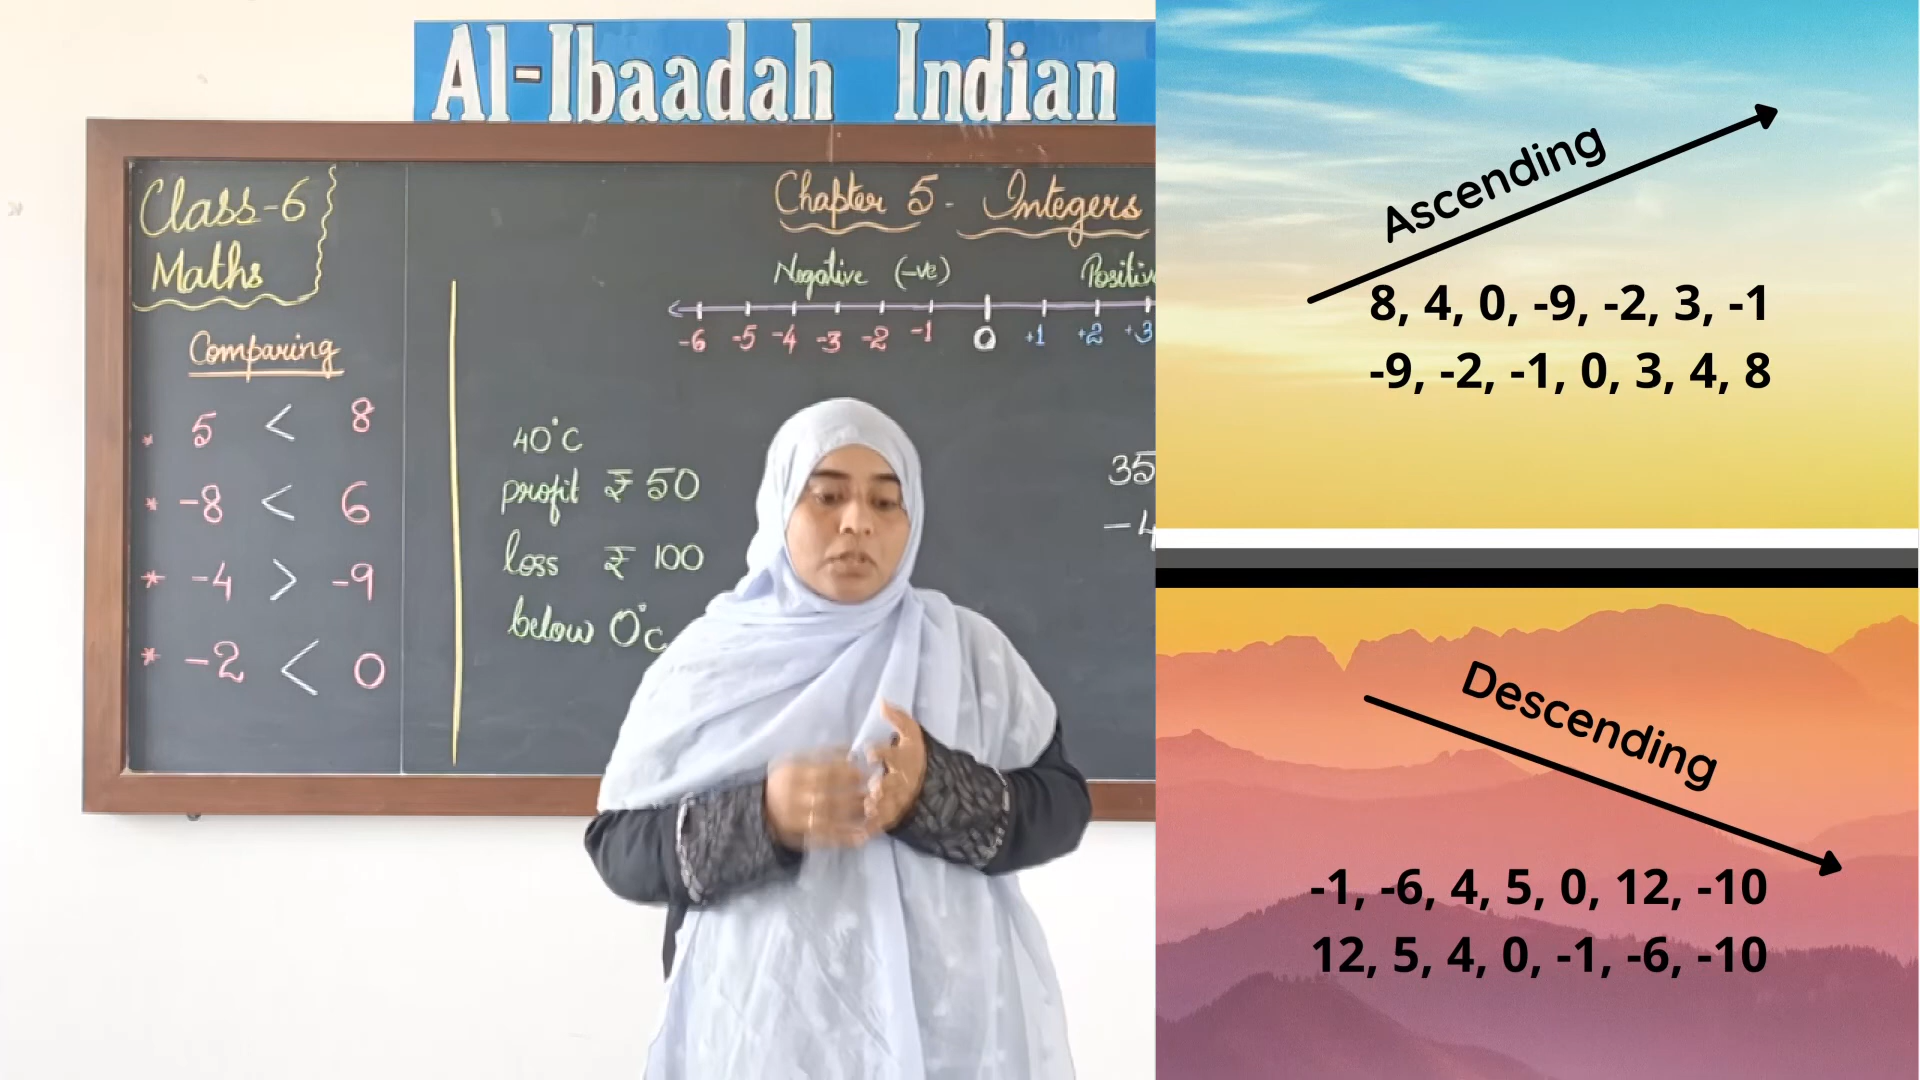 Al-Ibaadah Indian
Class-6
Maths
Comparing
* 5 < 8
* -8 < 6
* -4 > -9
* -2 < 0
Chapter 5 - Integers
Negative (-ve)
-6 -5 -4 -3 -2 -1 0 +1 +2 +3
40°C
profit ₹ 50
loss ₹ 100
below 0°C
35
Ascending
8, 4, 0, -9, -2, 3, -1
-9, -2, -1, 0, 3, 4, 8
Descending
-1, -6, 4, 5, 0, 12, -10
12, 5, 4, 0, -1, -6, -10